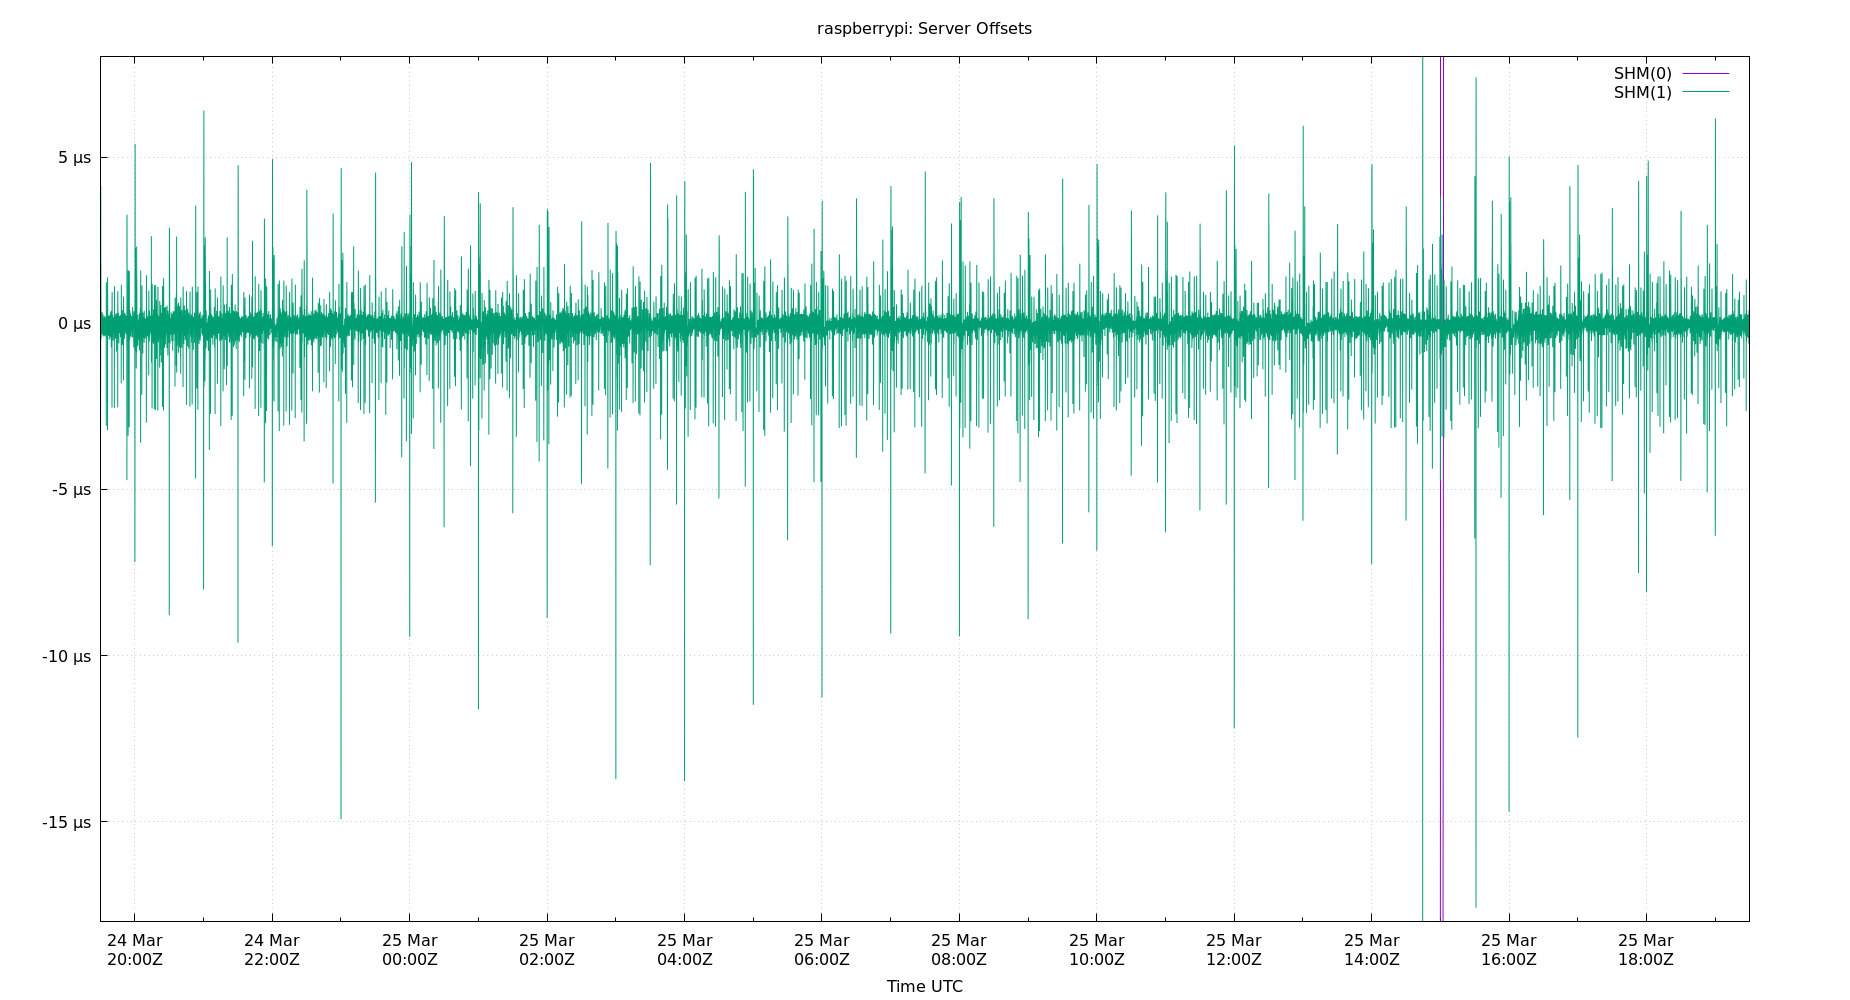 raspberrypi: Server Offsets
SHM(0)
SHM(1)
5 µs
0 µs
-5 µs
-10 µs
-15 µs
24 Mar 24 Mar 25 Mar 25 Mar 25 Mar 25 Mar 25 Mar 25 Mar 25 Mar 25 Mar 25 Mar 25 Mar
20:00Z 22:00Z 00:00Z 02:00Z 04:00Z 06:00Z 08:00Z 10:00Z 12:00Z 14:00Z 16:00Z 18:00Z
Time UTC